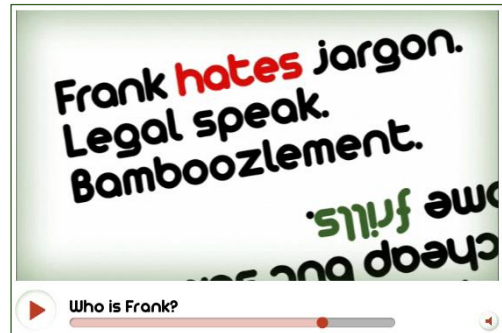 Frank hates jargon.
Legal speak.
Bamboozlement.
cheap
frills.
Who is Frank?